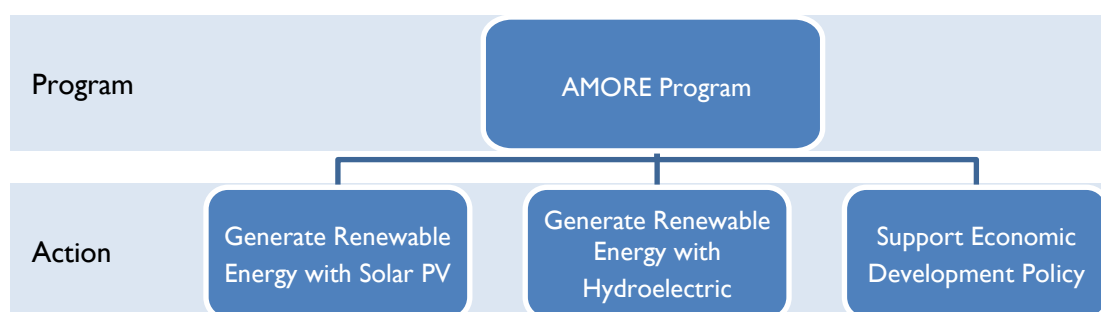 Program
AMORE Program
Action
Generate Renewable
Energy with Solar PV
Generate Renewable
Energy with
Hydroelectric
Support Economic
Development Policy